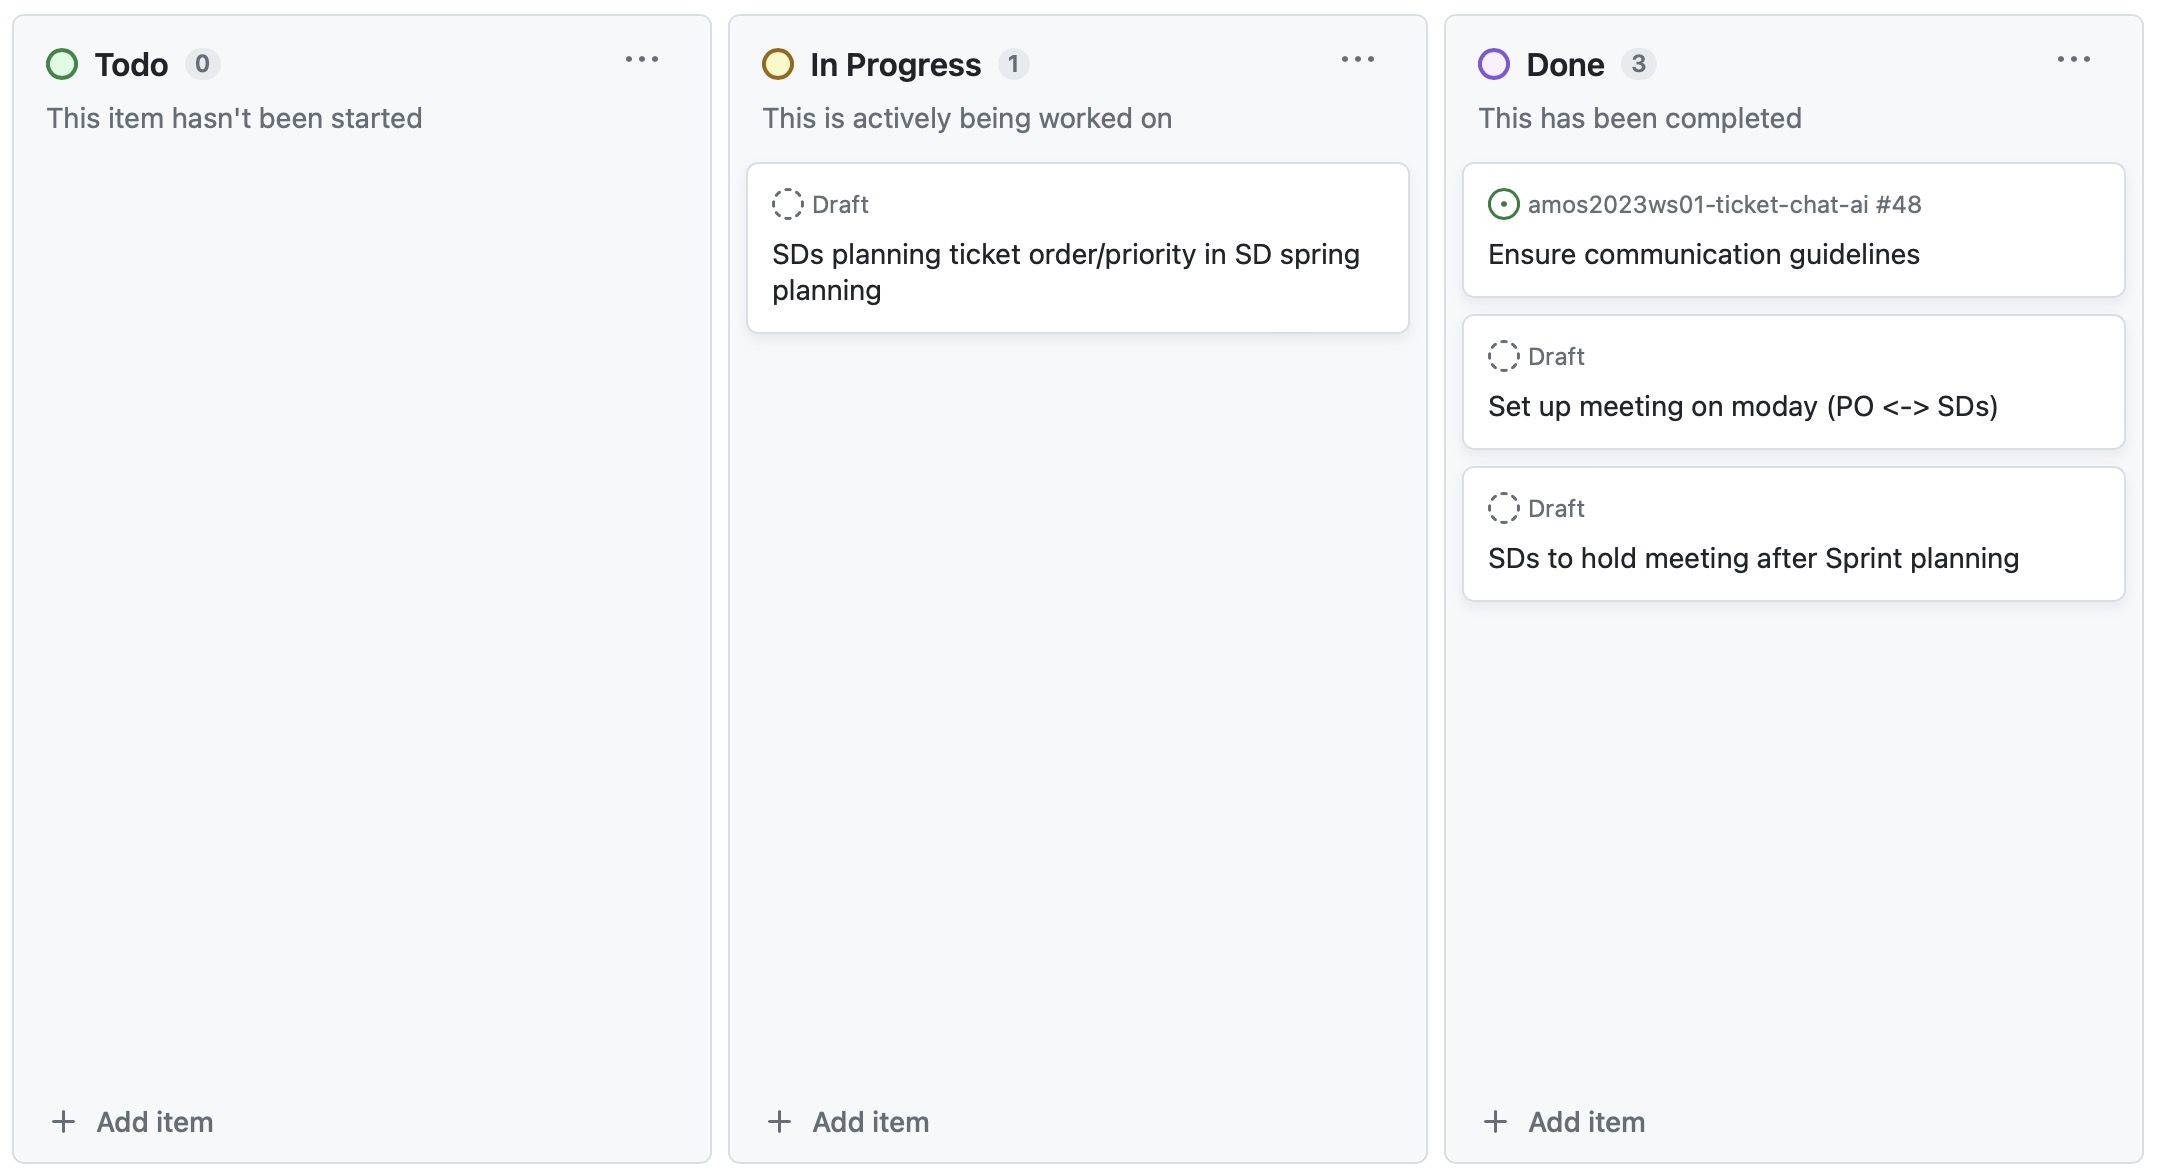 Todo 0
This item hasn't been started
Add item
In Progress 1
This is actively being worked on
Draft
SDs planning ticket order/priority in SD spring
planning
Add item
Done 3
This has been completed
amos2023ws01-ticket-chat-ai #48
Ensure communication guidelines
Draft
Set up meeting on moday (PO <-> SDs)
Draft
SDs to hold meeting after Sprint planning
Add item